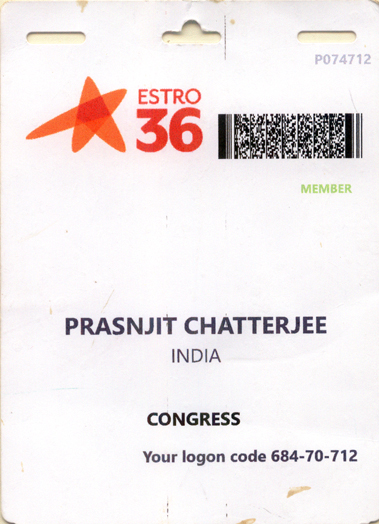 P074712
ESTRO
36
MEMBER
PRASNJIT CHATTERJEE
INDIA
CONGRESS
Your logon code 684-70-712